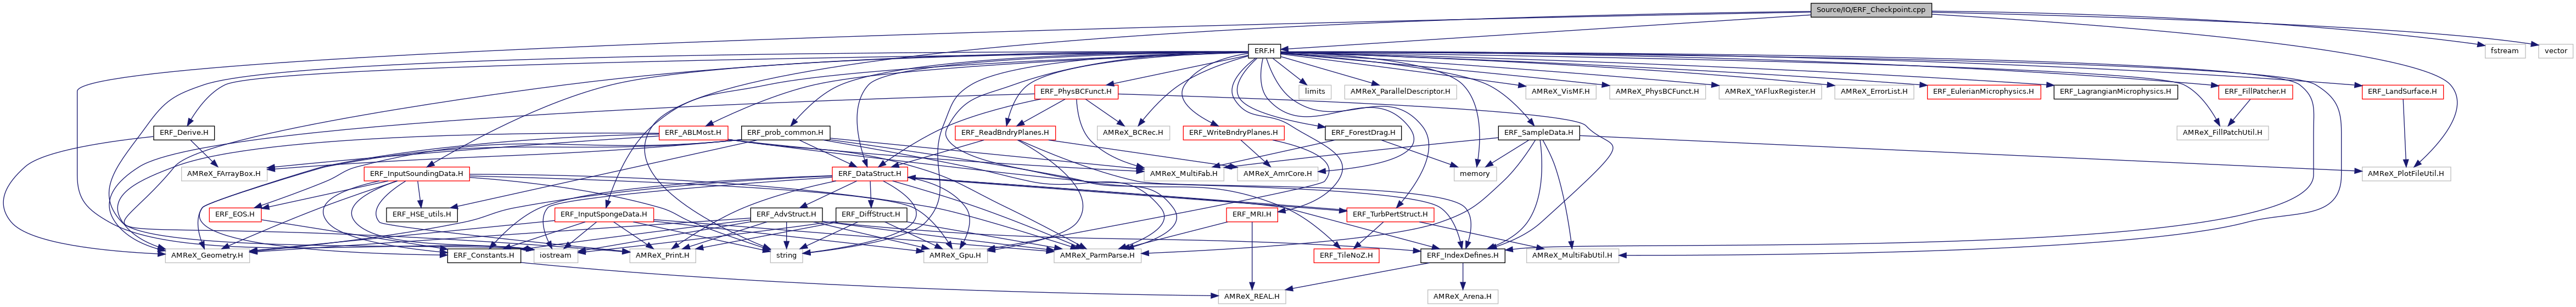 Source/IO/ERF_Checkpoint.cpp
ERF.H
fstream
vector
ERF_PhysBCFunct.H
limits
AMReX_ParallelDescriptor.H
AMReX_VisMF.H
AMReX_PhysBCFunct.H
AMReX_YAFluxRegister.H
AMReX_ErrorList.H
ERF_EulerianMicrophysics.H
ERF_LagrangianMicrophysics.H
ERF_FillPatcher.H
ERF_LandSurface.H
ERF_Derive.H
ERF_ABLMost.H
ERF_prob_common.H
ERF_ReadBndryPlanes.H
AMReX_BCRec.H
ERF_WriteBndryPlanes.H
ERF_ForestDrag.H
ERF_SampleData.H
AMReX_FillPatchUtil.H
AMReX_FArrayBox.H
ERF_InputSoundingData.H
ERF_DataStruct.H
AMReX_MultiFab.H
AMReX_AmrCore.H
memory
AMReX_PlotFileUtil.H
ERF_EOS.H
ERF_HSE_utils.H
ERF_InputSpongeData.H
ERF_AdvStruct.H
ERF_DiffStruct.H
ERF_MRI.H
ERF_TurbPertStruct.H
AMReX_Geometry.H
ERF_Constants.H
iostream
AMReX_Print.H
string
AMReX_Gpu.H
AMReX_ParmParse.H
ERF_TileNoZ.H
ERF_IndexDefines.H
AMReX_MultiFabUtil.H
AMReX_REAL.H
AMReX_Arena.H